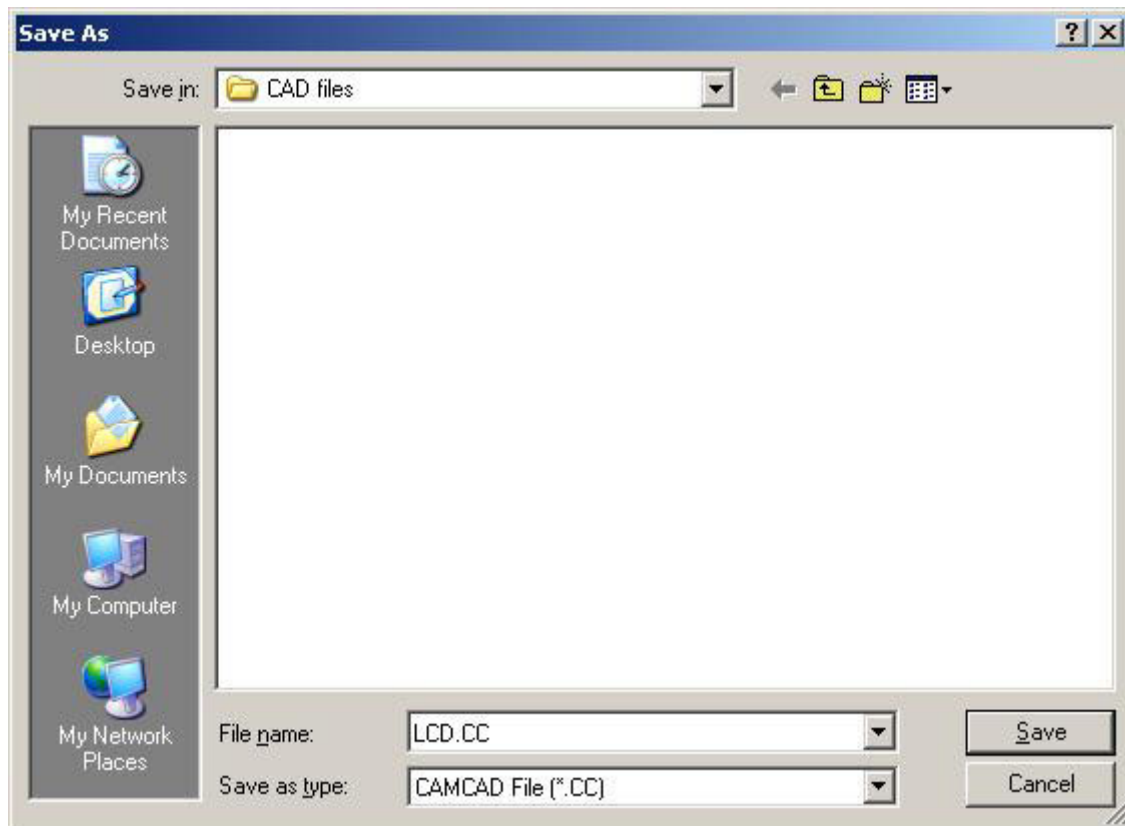 Save As
Save in: CAD files
My Recent
Documents
Desktop
My Documents
My Computer
My Network
Places
File name: LCD.CC Save
Save as type: CAMCAD File (*.CC) Cancel